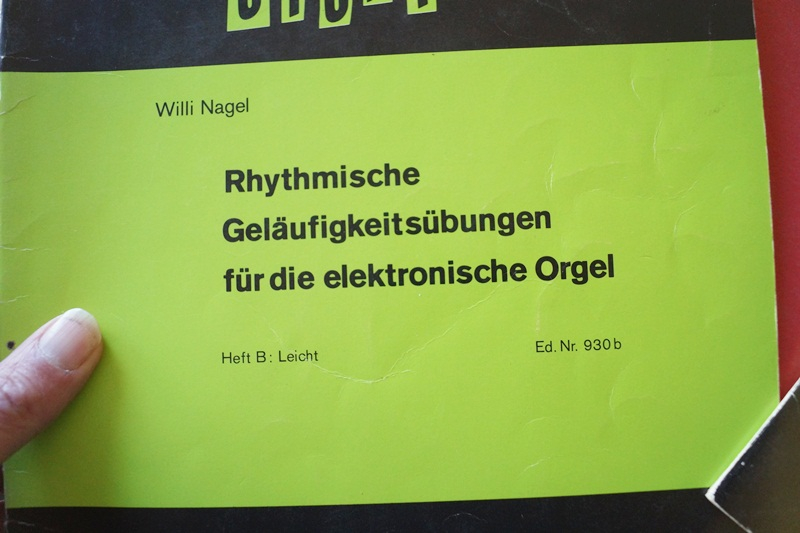 Willi Nagel
Rhythmische
Geläufigkeitsübungen
für die elektronische Orgel
Heft B: Leicht
Ed. Nr. 930 b